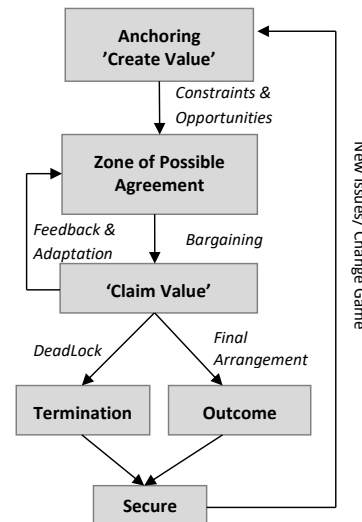 Anchoring
’Create Value’
Constraints &
Opportunities
Zone of Possible
Agreement
Feedback &
Adaptation
Bargaining
‘Claim Value’
DeadLock
Final
Arrangement
Termination
Outcome
Secure
New Issues/ Change Game